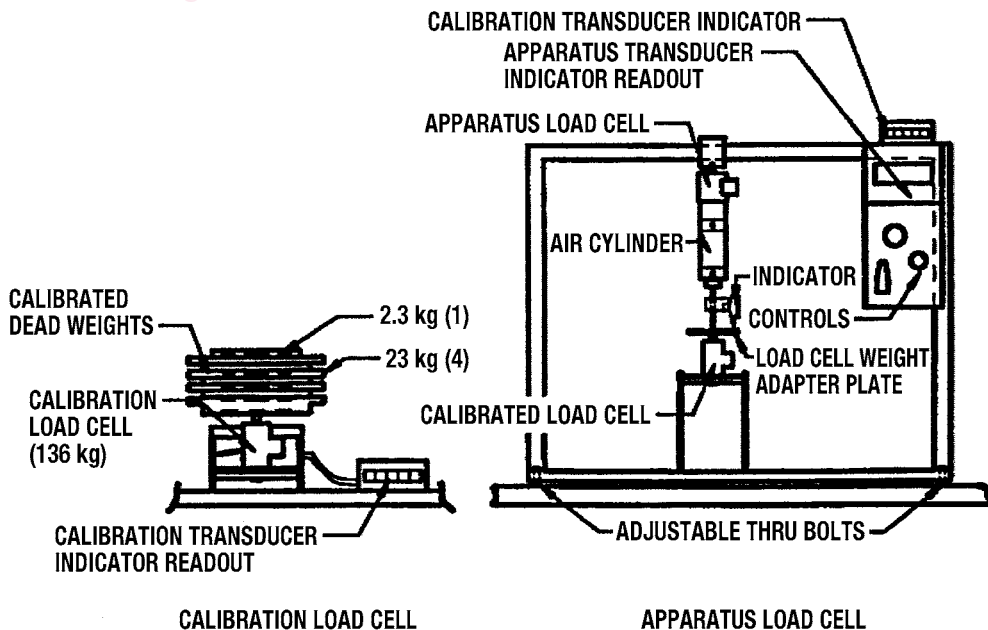 CALIBRATION TRANSDUCER INDICATOR
APPARATUS TRANSDUCER
INDICATOR READOUT
APPARATUS LOAD CELL
AIR CYLINDER
INDICATOR
CONTROLS
LOAD CELL WEIGHT
ADAPTER PLATE
CALIBRATED LOAD CELL
ADJUSTABLE THRU BOLTS
CALIBRATED
DEAD WEIGHTS
2.3 kg (1)
23 kg (4)
CALIBRATION
LOAD CELL
(136 kg)
CALIBRATION TRANSDUCER
INDICATOR READOUT
CALIBRATION LOAD CELL
APPARATUS LOAD CELL